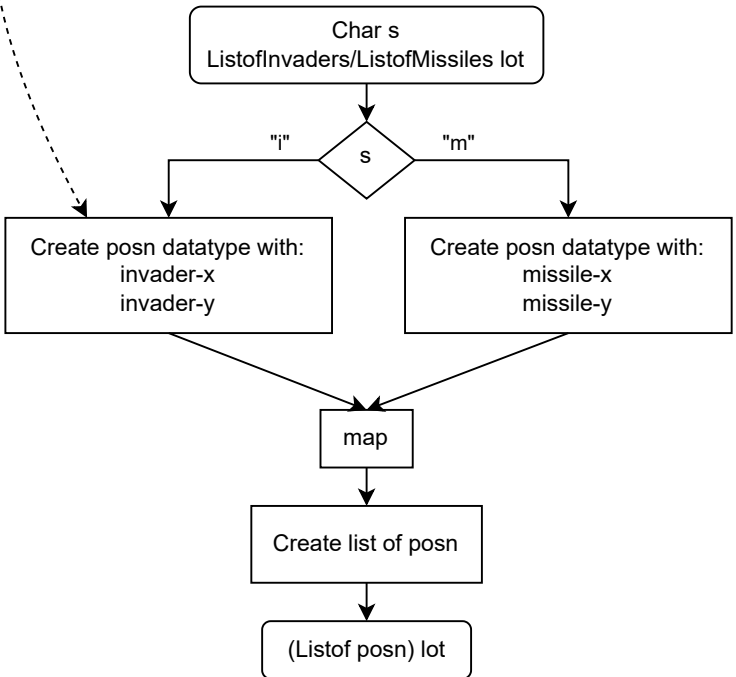 Char s
ListofInvaders/ListofMissiles lot
"i"
s
"m"
Create posn datatype with:
invader-x
invader-y
Create posn datatype with:
missile-x
missile-y
map
Create list of posn
(Listof posn) lot